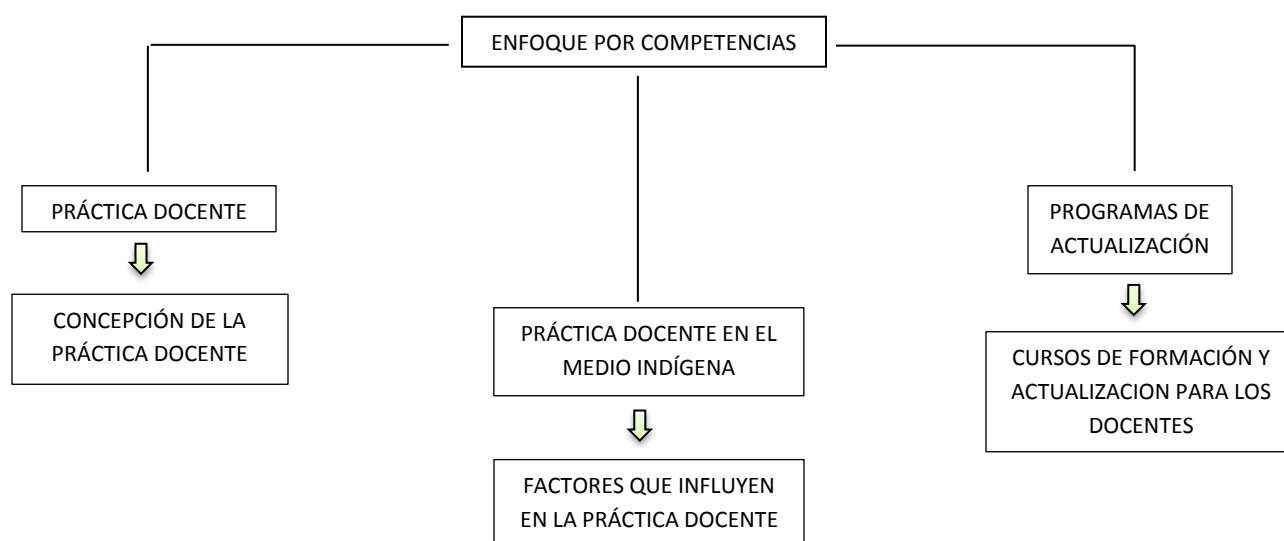 ENFOQUE POR COMPETENCIAS
PRÁCTICA DOCENTE
CONCEPCIÓN DE LA
PRÁCTICA DOCENTE
PRÁCTICA DOCENTE EN EL
MEDIO INDÍGENA
FACTORES QUE INFLUYEN
EN LA PRÁCTICA DOCENTE
PROGRAMAS DE
ACTUALIZACIÓN
CURSOS DE FORMACIÓN Y
ACTUALIZACION PARA LOS
DOCENTES